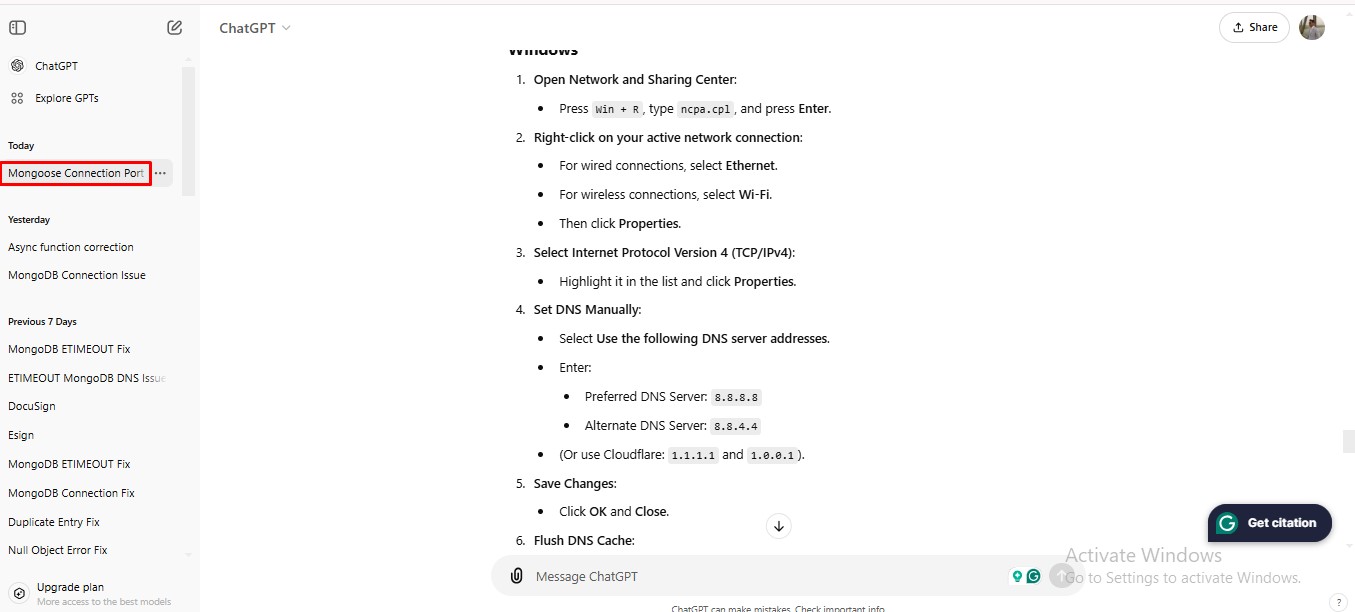 ChatGPT
Share
ChatGPT
Explore GPTs
Today
Mongoose Connection Port
Yesterday
Async function correction
MongoDB Connection Issue
Previous 7 Days
MongoDB ETIMEOUT Fix
ETIMEOUT MongoDB DNS Issue
DocuSign
Esign
MongoDB ETIMEOUT Fix
MongoDB Connection Fix
Duplicate Entry Fix
Null Object Error Fix
Upgrade plan
More access to the best models
Windows
1. Open Network and Sharing Center:
• Press Win + R, type ncpa.cpl, and press Enter.
2. Right-click on your active network connection:
• For wired connections, select Ethernet.
• For wireless connections, select Wi-Fi.
• Then click Properties.
3. Select Internet Protocol Version 4 (TCP/IPv4):
• Highlight it in the list and click Properties.
4. Set DNS Manually:
• Select Use the following DNS server addresses.
• Enter:
• Preferred DNS Server: 8.8.8.8
• Alternate DNS Server: 8.8.4.4
• (Or use Cloudflare: 1.1.1.1 and 1.0.0.1).
5. Save Changes:
• Click OK and Close.
6. Flush DNS Cache:
Message ChatGPT
ChatGPT can make mistakes. Check important info.
Get citation
Activate Windows
Go to Settings to activate Windows.
?